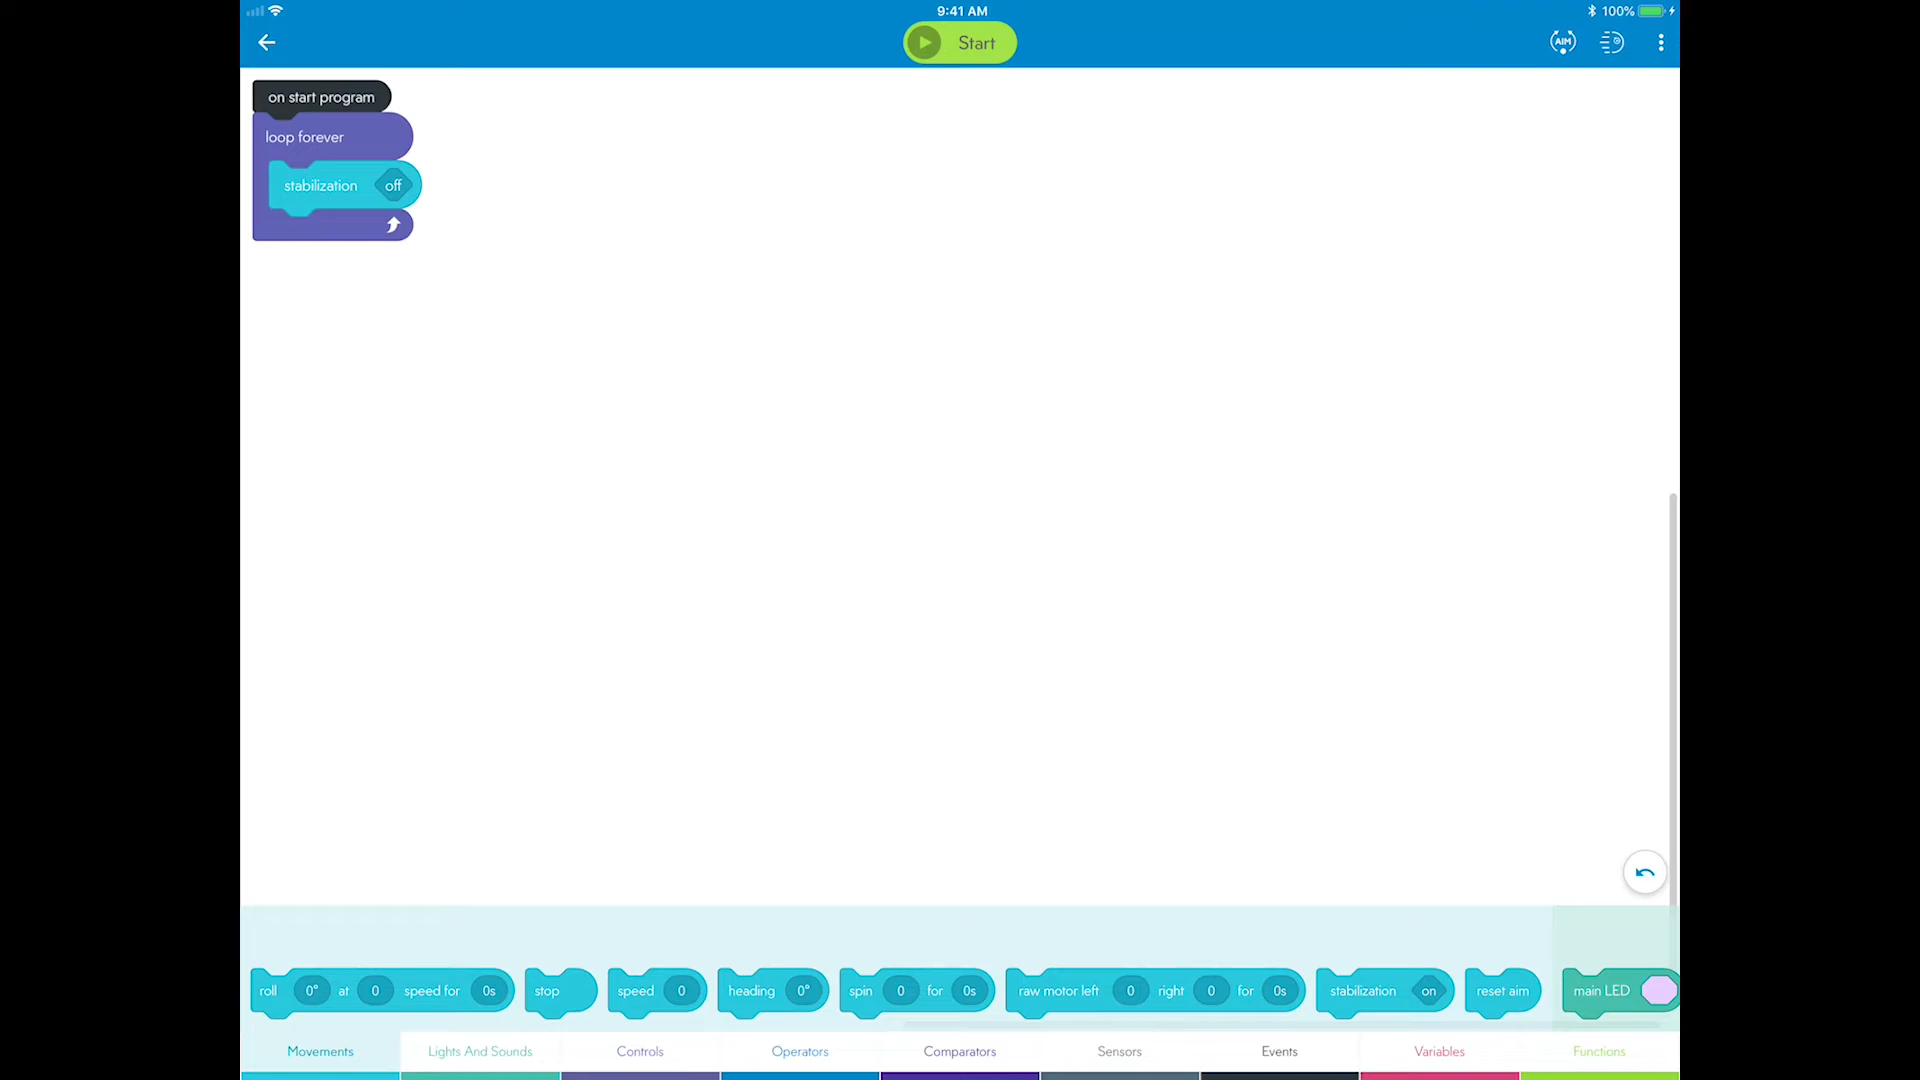 9:41 AM
100%
Start
AIM
on start program
loop forever
stabilization off
roll 0° at 0 speed for 0s
stop
speed 0
heading 0°
spin 0 for 0s
raw motor left 0 right 0 for 0s
stabilization on
reset aim
main LED
Movements
Lights And Sounds
Controls
Operators
Comparators
Sensors
Events
Variables
Functions